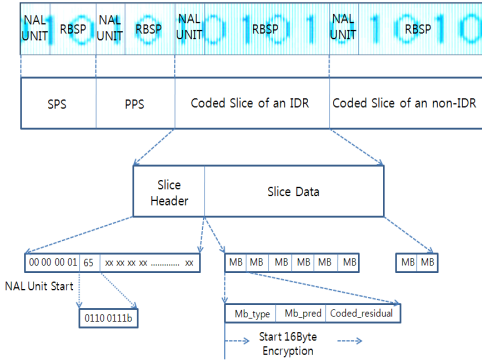 NAL UNIT RBSP NAL UNIT RBSP NAL UNIT RBSP NAL UNIT RBSP
SPS PPS Coded Slice of an IDR Coded Slice of an non-IDR
Slice Header Slice Data
00 00 00 01 65 xx xx xx xx ............ xx MB MB MB MB MB MB MB MB
NAL Unit Start
0110 0111b Mb_type Mb_pred Coded_residual
Start 16Byte
Encryption